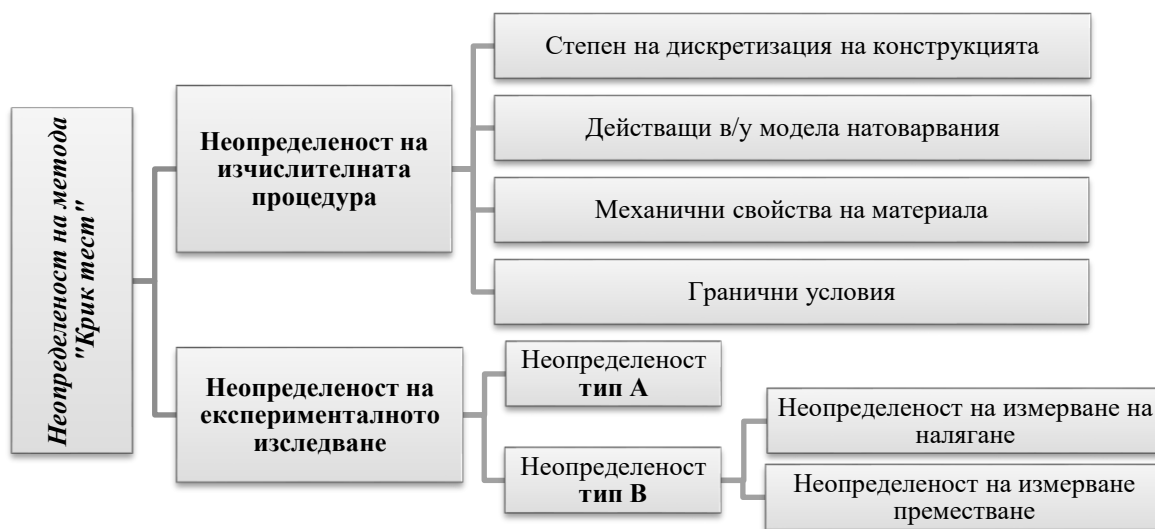 Неопределеност на метода
"Крик тест"
Неопределеност на
изчислителната
процедура
Степен на дискретизация на конструкцията
Действащи в/у модела натоварвания
Механични свойства на материала
Гранични условия
Неопределеност на
експерименталното
изследване
Неопределеност
тип А
Неопределеност
тип В
Неопределеност на измерване на
налягане
Неопределеност на измерване
преместване